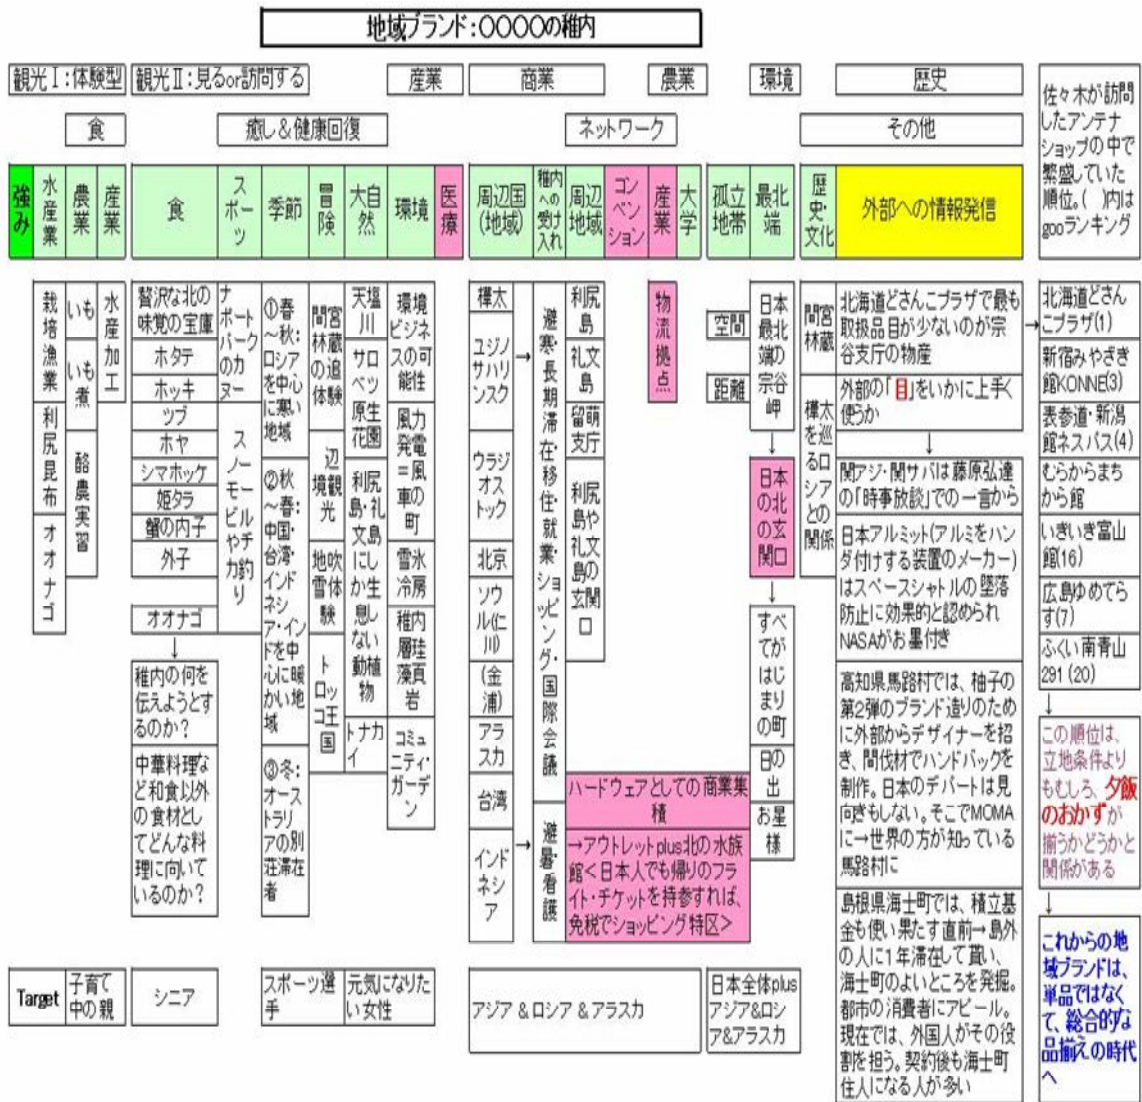 地域ブランド:〇〇〇〇の稚内
観光Ⅰ:体験型
観光Ⅱ:見るor訪問する
産業
商業
農業
環境
歴史
食
癒し&健康回復
ネットワーク
その他
佐々木が訪問
したアンテナ
ショップの中で
繁盛していた
順位。( )内は
gooランキング
強み
水産業
農業
産業
食
スポーツ
季節
冒険
大自然
環境
医療
周辺国
(地域)
稚内への受け入れ
周辺
地域
コンベンション
産業
大学
孤立
地帯
最北端
歴史・文化
外部への情報発信
栽培漁業
利尻昆布
オオナゴ
いも
いも煮
酪農実習
水産加工
贅沢な北の
味覚の宝庫
ホタテ
ホッキ
ツブ
ホヤ
シマホッケ
姫タラ
蟹の内子
外子
オオナゴ
↓
稚内の何を
伝えようとす
るのか?
中華料理な
ど和食以外
の食材とし
てどんな料
理に向いて
いるのか?
ナートパークのカヌー
スノーモービルやチカ釣り
①春~秋:ロシアを中心に寒い地域
②秋~春:中国・台湾・インドネシア・インドを中心に暖かい地域
③冬:オーストラリアの別荘滞在者
間宮林蔵の追体験
辺境観光
地吹雪体験
トロッコ王国
天塩川
サロベツ原生花園
利尻島・礼文島にしか生息しない動植物
トナカイ
環境ビジネスの可能性
風力発電=風車の町
雪氷冷房
稚内層珪藻頁岩
コミュニティ・ガーデン
樺太
ユジノサハリンスク
ウラジオストック
北京
ソウル(仁川)
(金浦)
アラスカ
台湾
インドネシア
→
避寒・長期滞在・移住・就業・ショッピング・国際会議
→
避暑・看護
利尻島
礼文島
留萌支庁
利尻島や礼文島の玄関口
物流拠点
ハードウェアとしての商業集
積
→アウトレットplus北の水族
館<日本人でも帰りのフラ
イト・チケットを持参すれば、
免税でショッピング特区>
空間
距離
日本最北端の宗谷岬
↓
日本の北の玄関口
↓
すべてがはじまりの町
日の出
お星様
間宮林蔵
樺太を巡るロシアとの関係
北海道どさんこプラザで最も
取扱品目が少ないのが宗
谷支庁の物産
外部の「目」をいかに上手く
使うか
↓
関アジ・関サバは藤原弘達
の「時事放談」での一言から
日本アルミット(アルミをハン
ダ付けする装置のメーカー)
はスペースシャトルの墜落
防止に効果的と認められ
NASAがお墨付き
高知県馬路村では、柚子の
第2弾のブランド造りのため
に外部からデザイナーを招
き、間伐材でハンドバックを
制作。日本のデパートは見
向きもしない。そこでMOMA
に→世界の方が知っている
馬路村に
島根県海士町では、積立基
金も使い果たす直前→島外
の人に1年滞在して貰い、
海士町のよいところを発掘。
都市の消費者にアピール。
現在では、外国人がその役
割を担う。契約後も海士町
住人になる人が多い
→
北海道どさん
こプラザ(1)
新宿みやざき
館KONNE(3)
表参道・新潟
館ネスパス(4)
むらからまち
から館
いきいき富山
館(16)
広島ゆめてら
す(7)
ふくい南青山
291(20)
↓
この順位は、
立地条件より
もむしろ、夕飯
のおかずが
揃うかどうかと
関係がある
↓
これからの地
域ブランドは、
単品ではなく
て、総合的な
品揃えの時代
へ
Target
子育て
中の親
シニア
スポーツ選
手
元気になりた
い女性
アジア&ロシア&アラスカ
日本全体plus
アジア&ロシ
ア&アラスカ